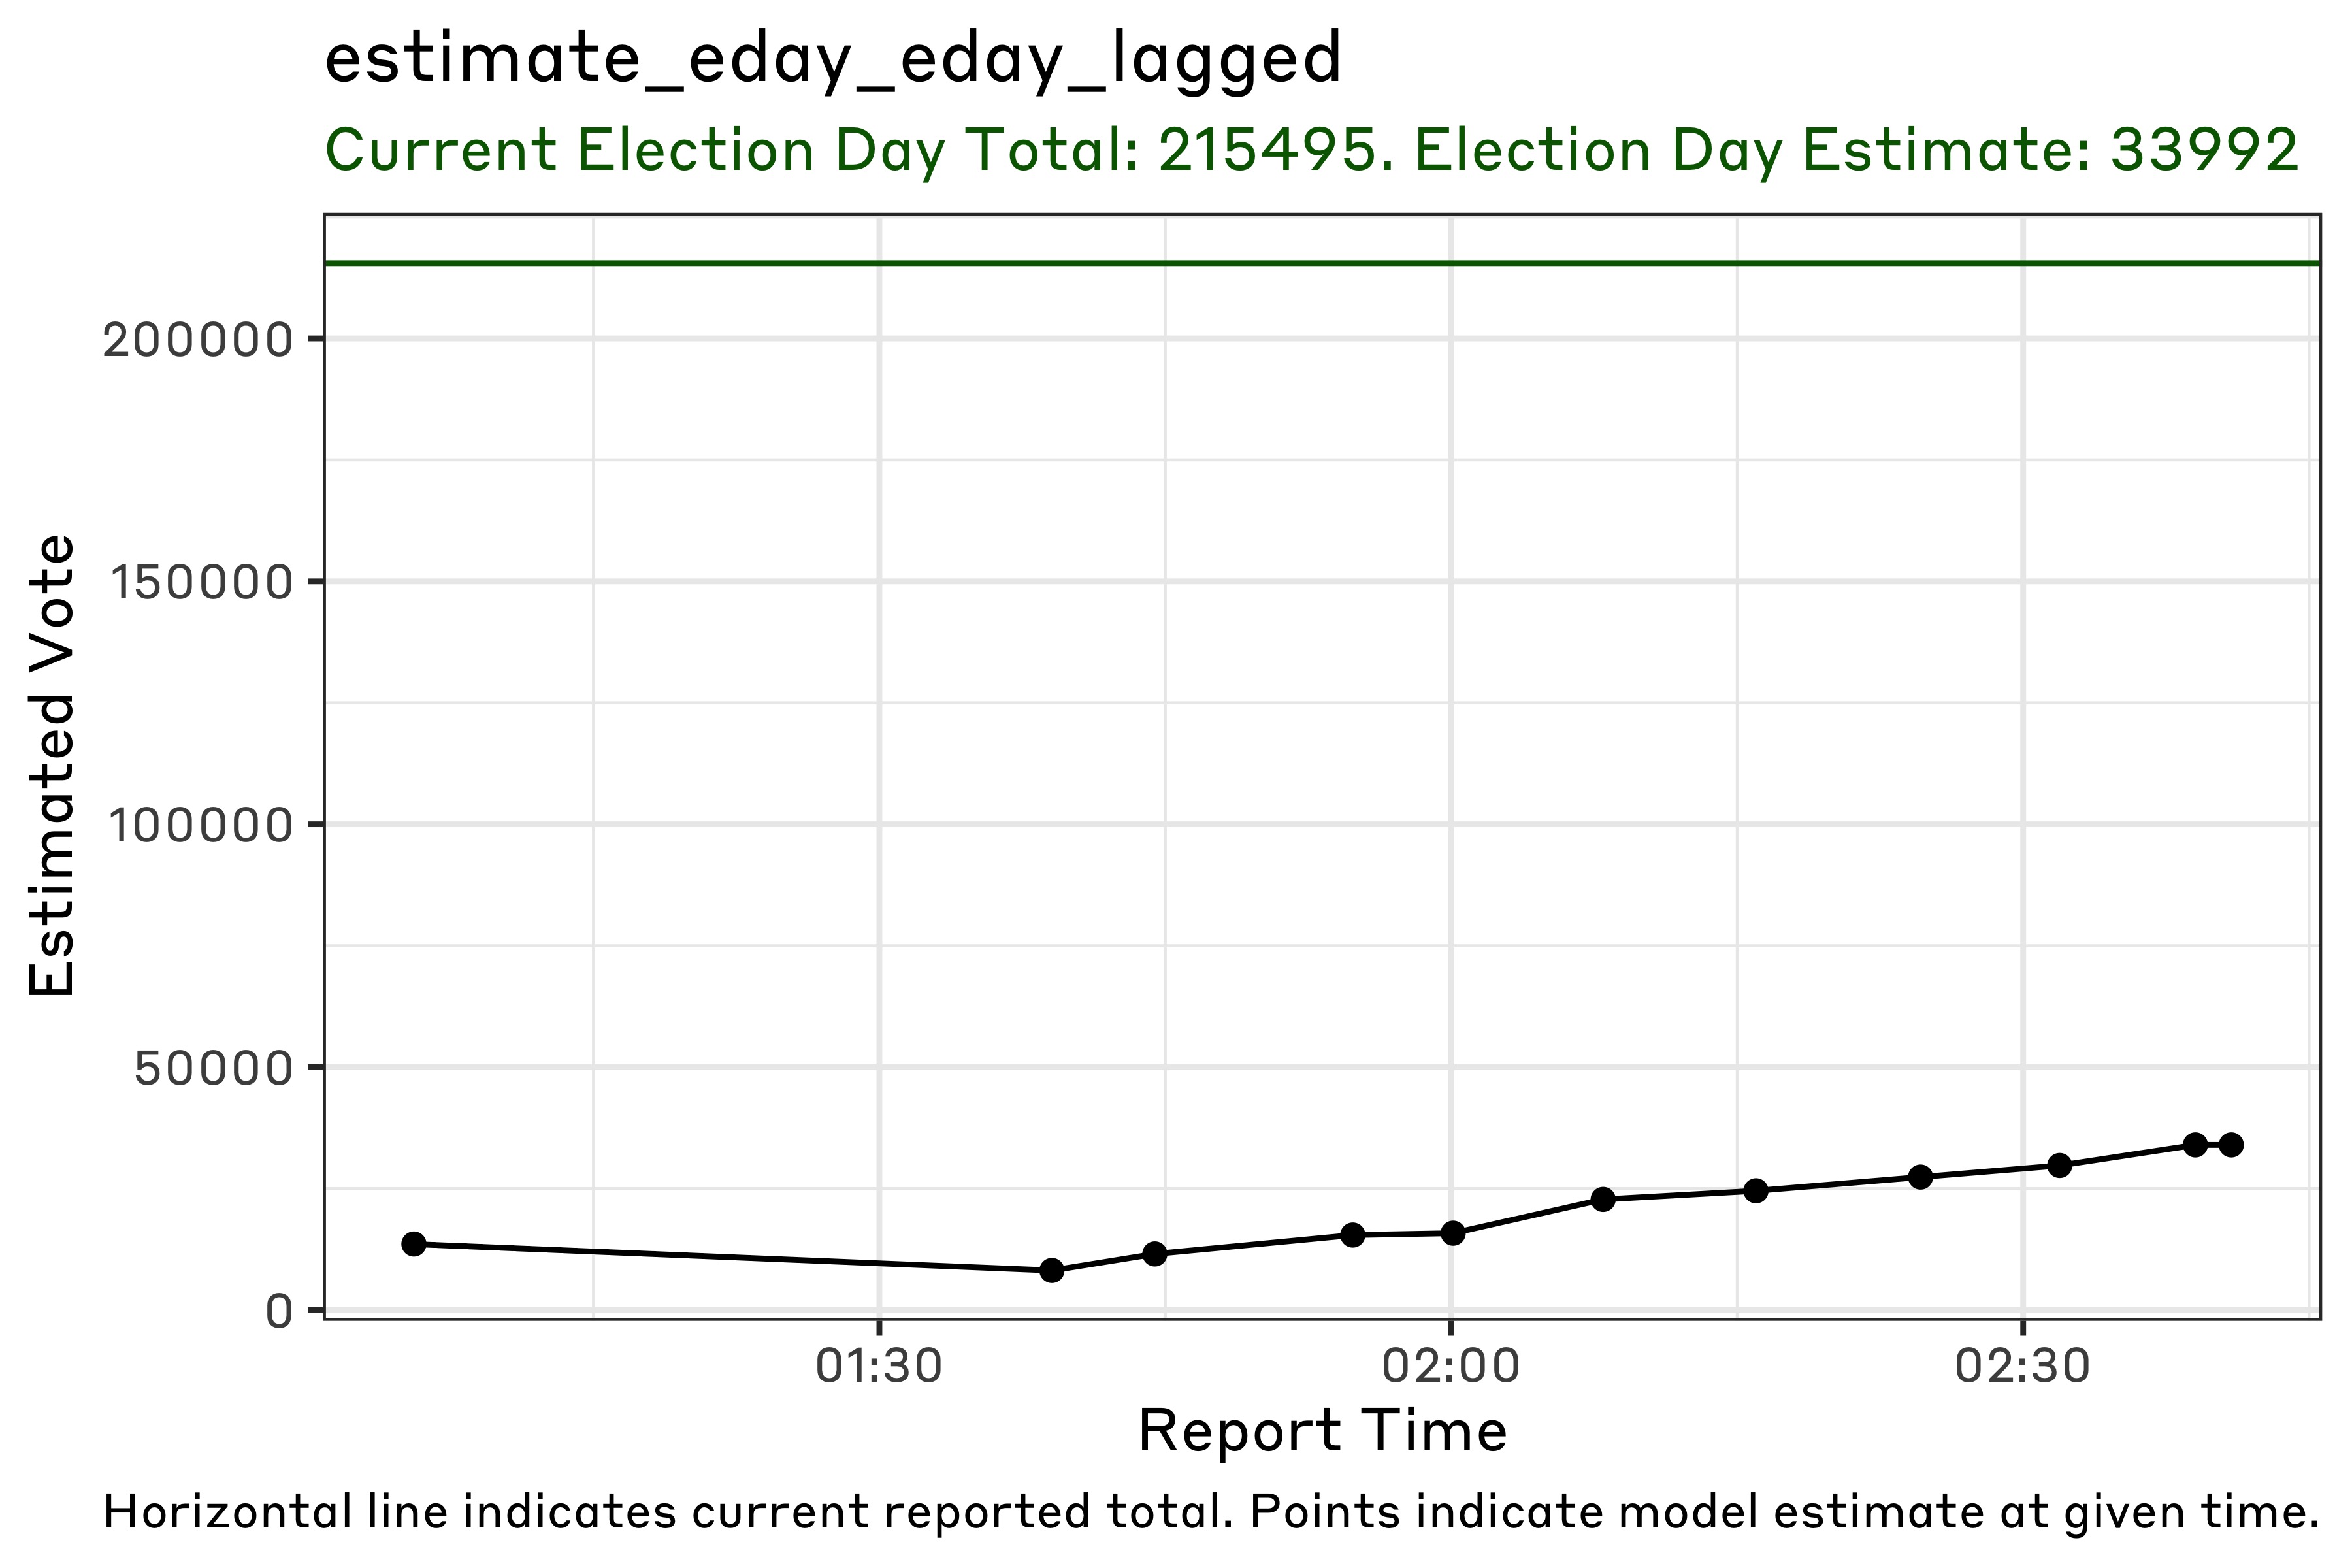 estimate_eday_eday_lagged
Current Election Day Total: 215495. Election Day Estimate: 33992
Estimated Vote
200000
150000
100000
50000
0
01:30 02:00 02:30
Report Time
Horizontal line indicates current reported total. Points indicate model estimate at given time.